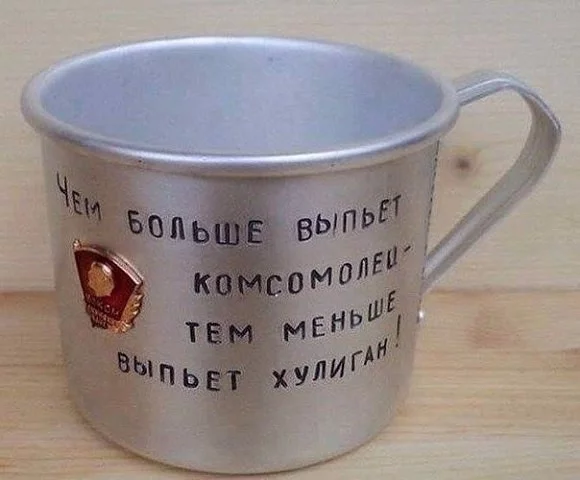 Чем больше выпьет
комсомолец-
тем меньше
выпьет хулиган!